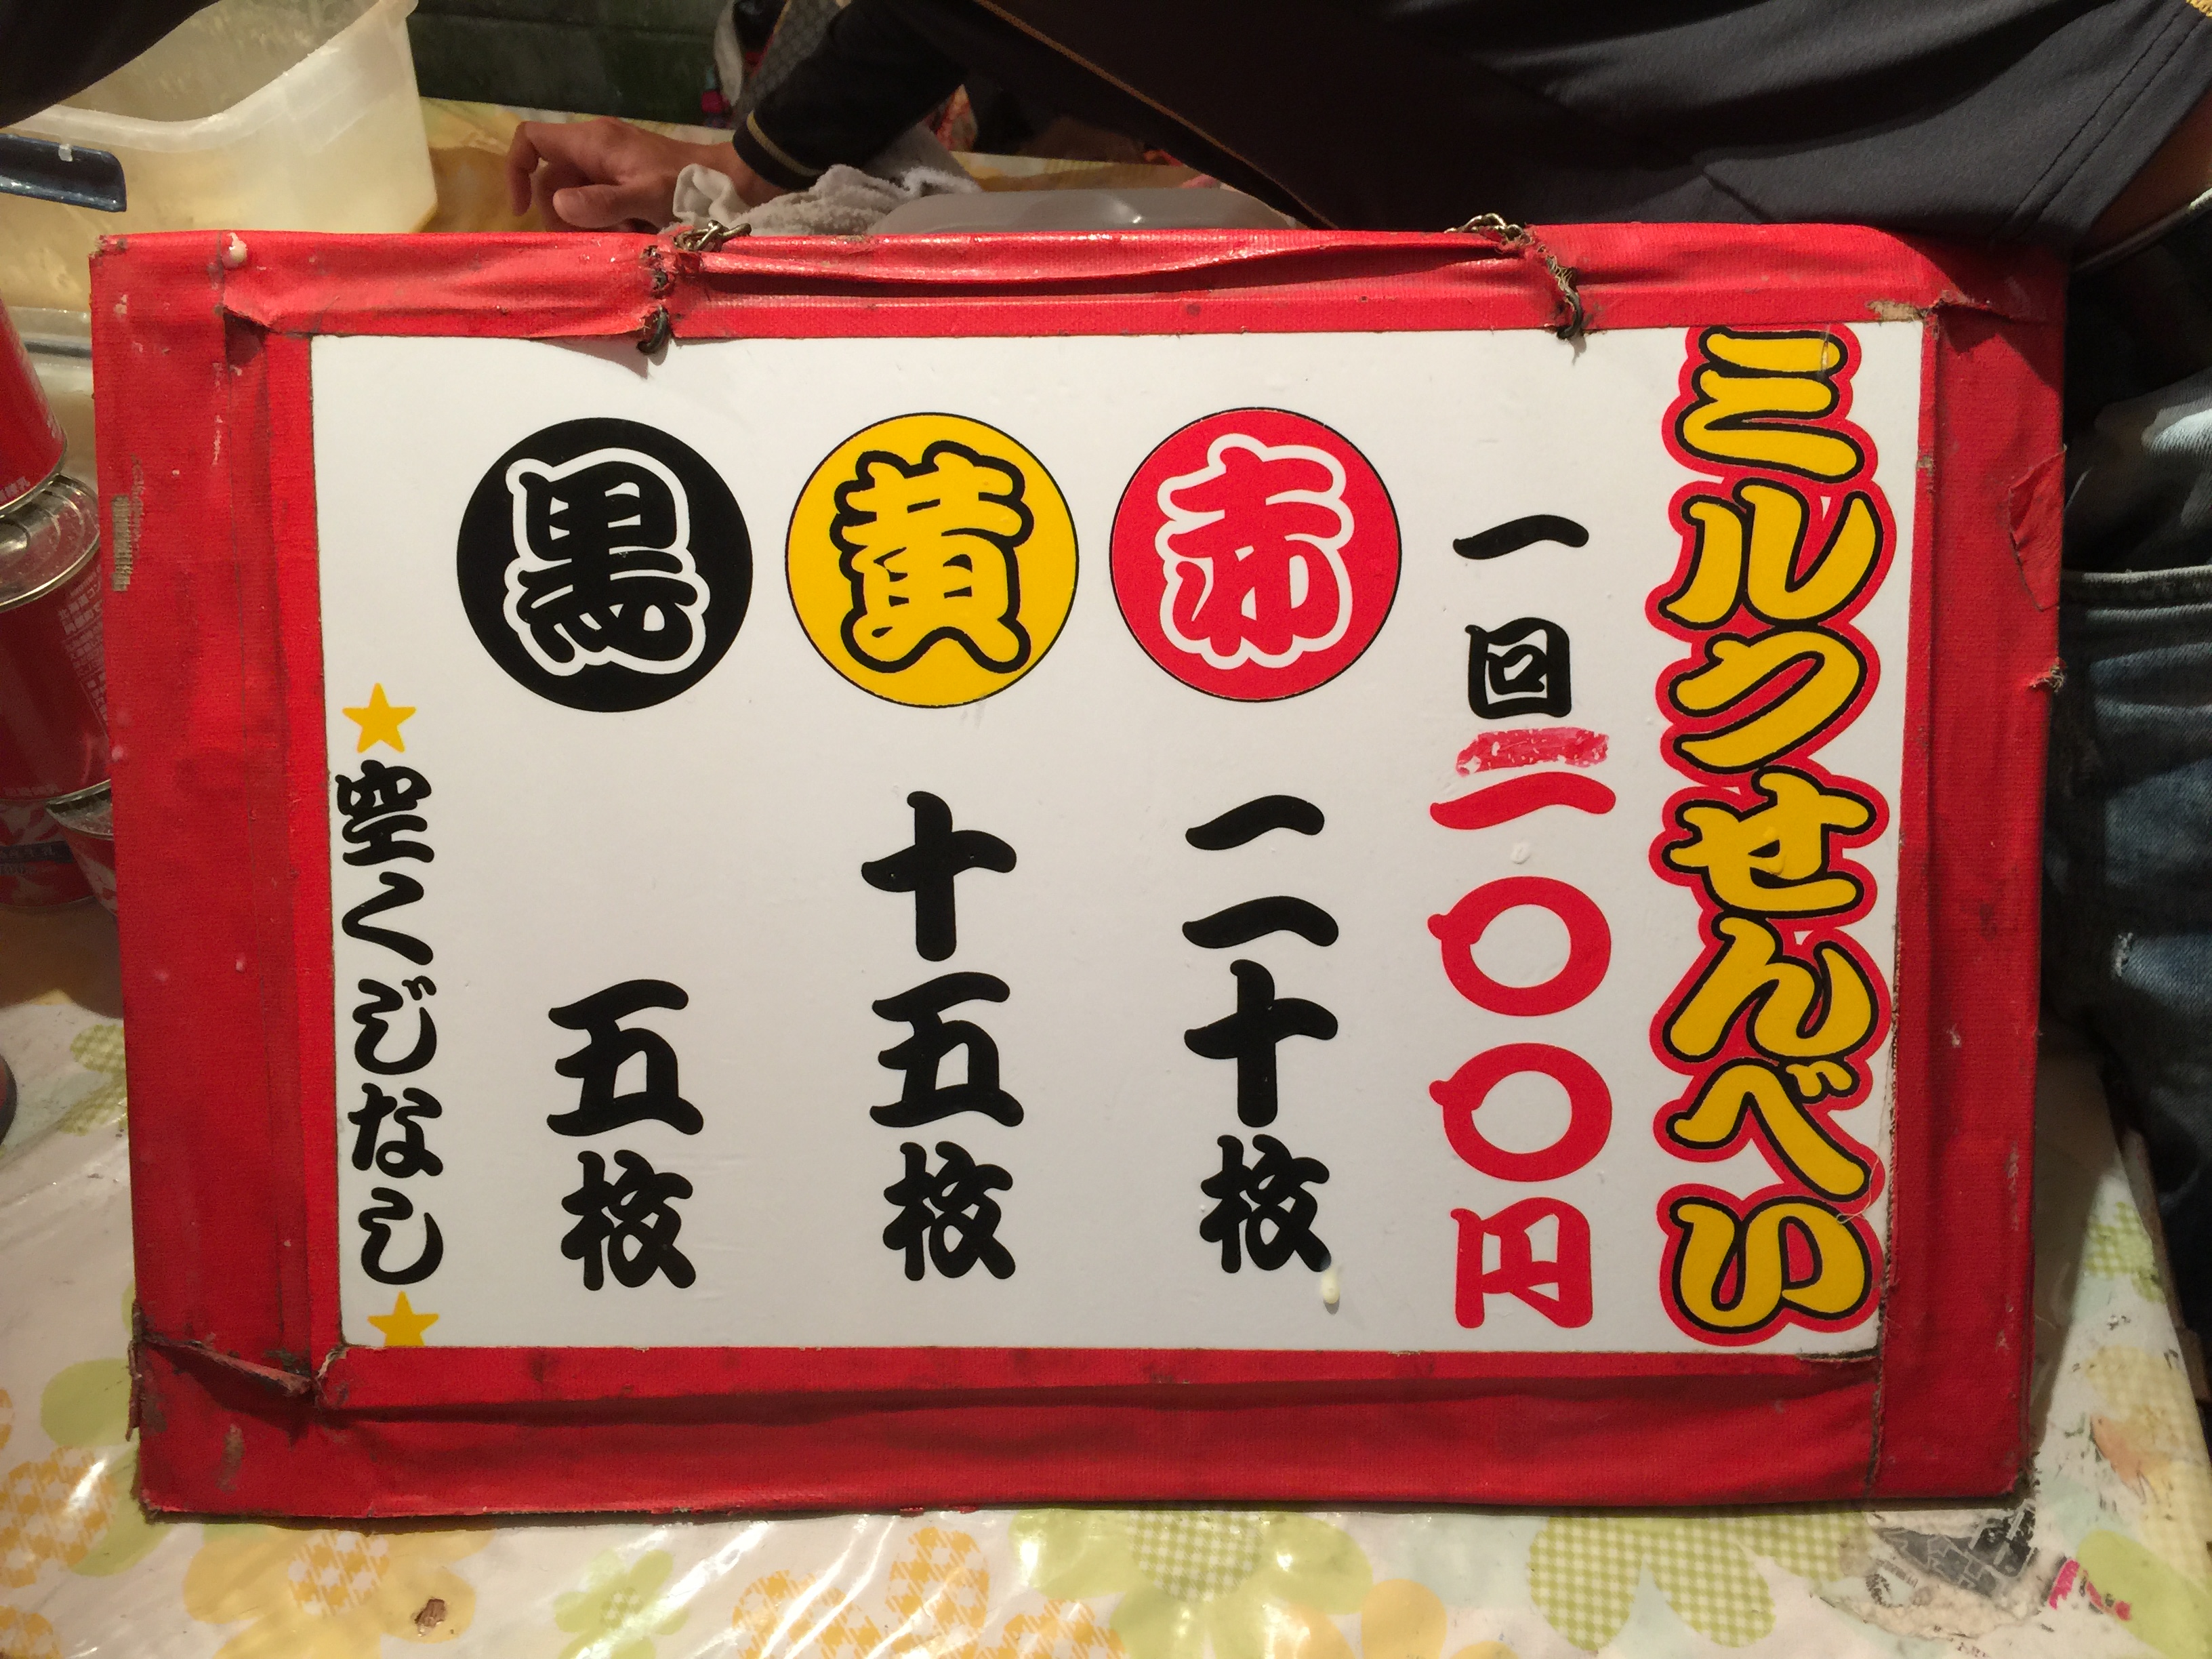 ミルクせんべい
一回二〇〇円
赤 二十枚
黄 十五枚
黒 五枚
★空くじなし★